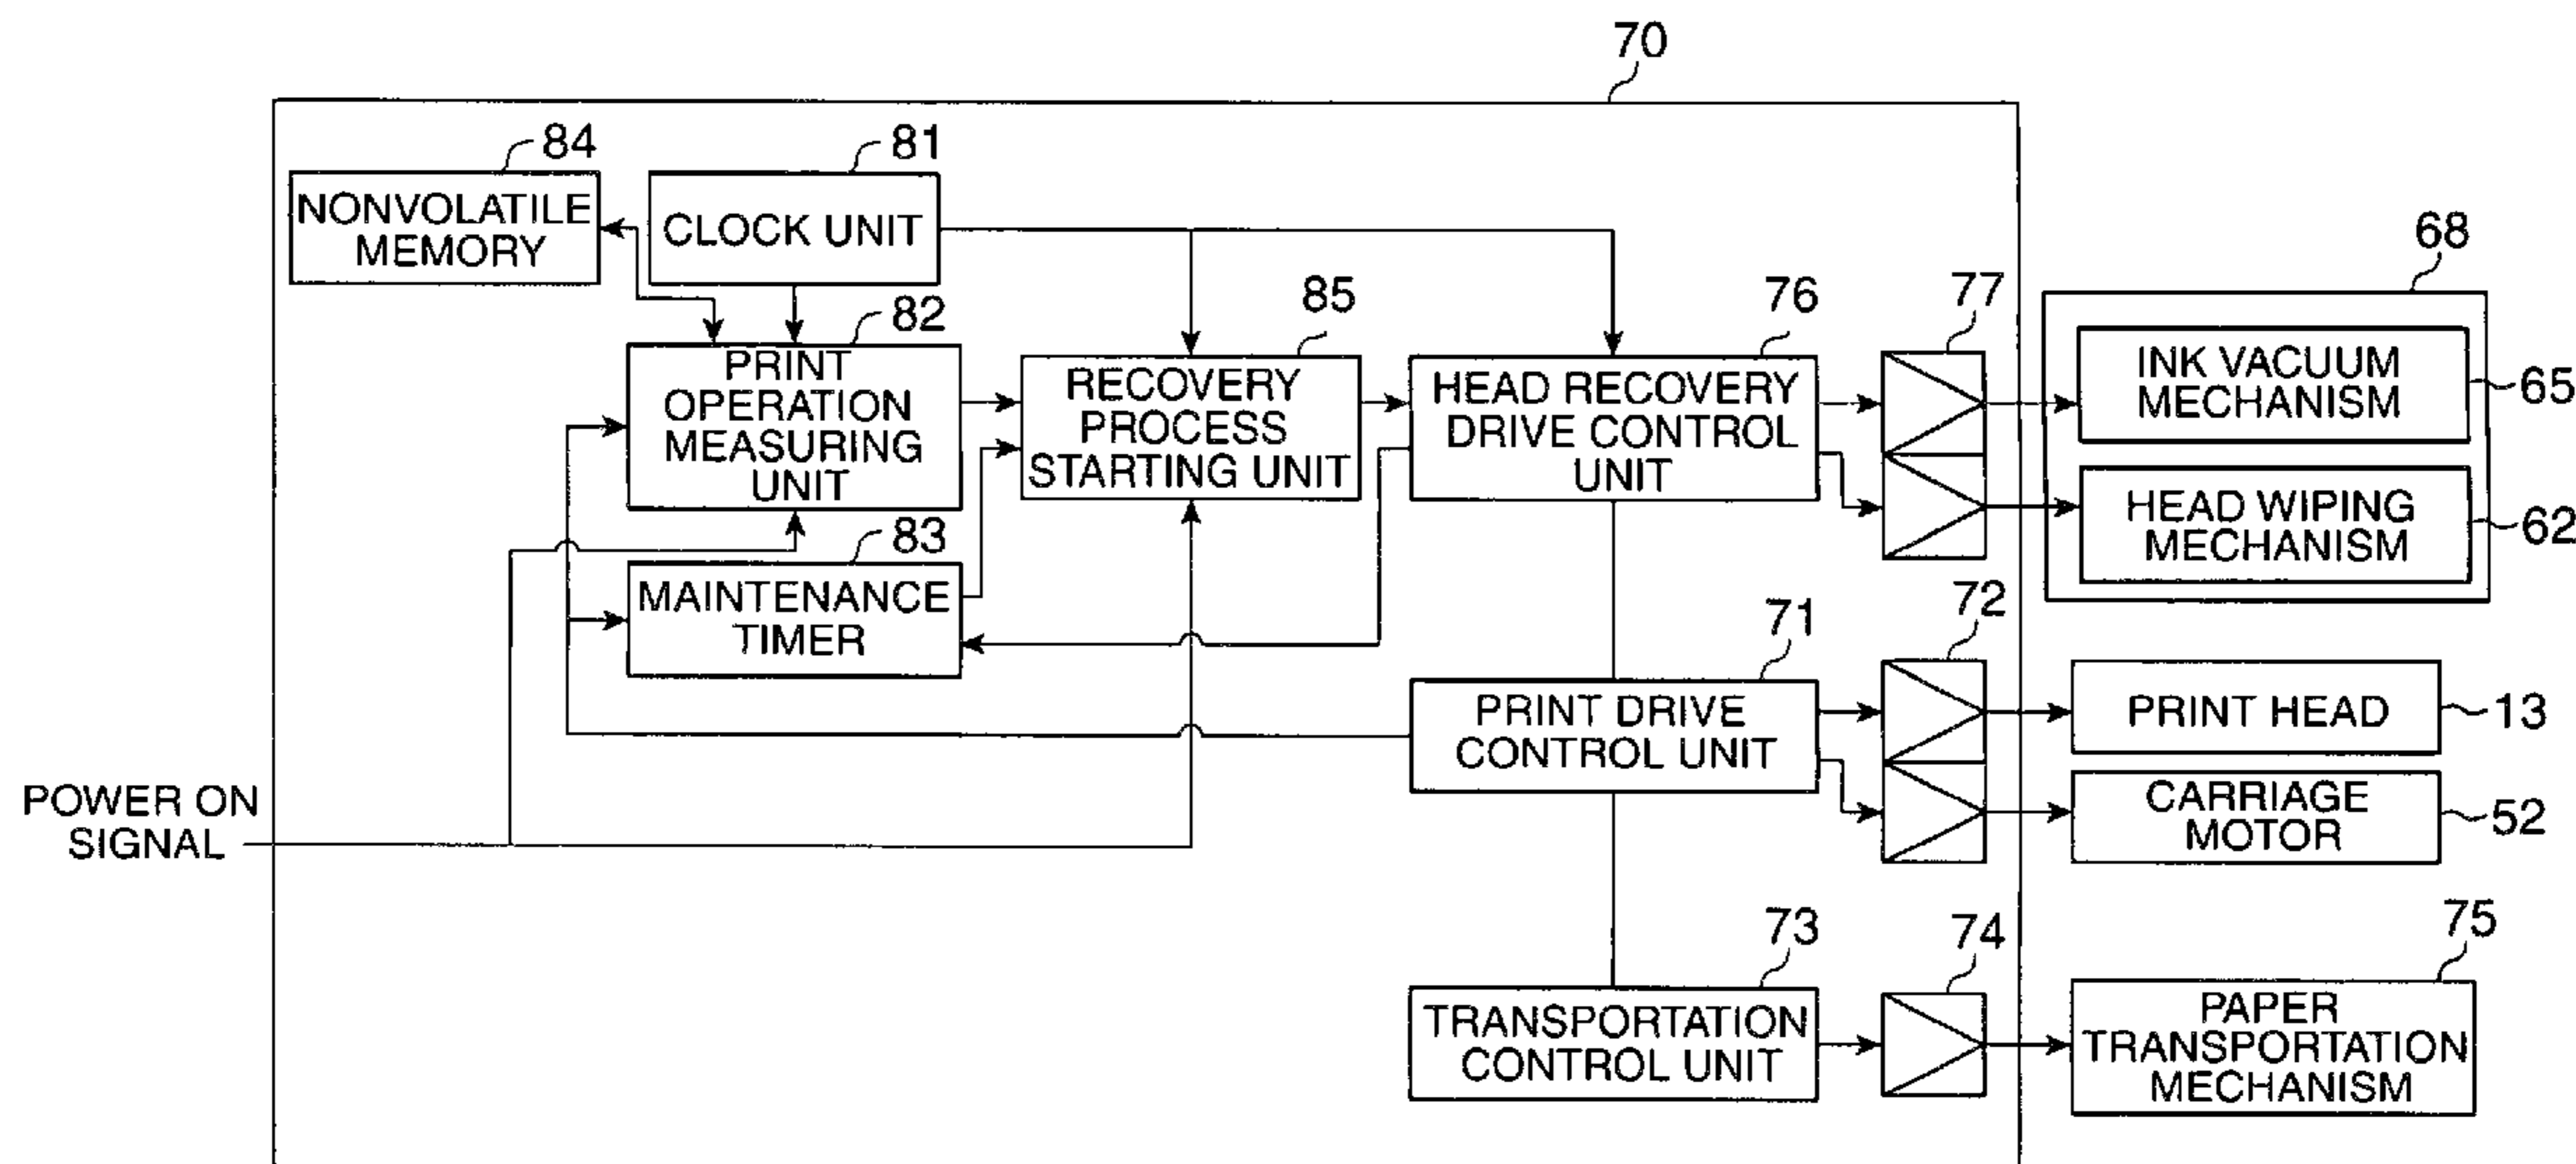 70
84
81
NONVOLATILE
MEMORY
CLOCK UNIT
68
82
85
76
77
PRINT
OPERATION
MEASURING
UNIT
RECOVERY
PROCESS
STARTING UNIT
HEAD RECOVERY
DRIVE CONTROL
UNIT
INK VACUUM
MECHANISM
65
HEAD WIPING
MECHANISM
62
83
MAINTENANCE
TIMER
71
72
PRINT DRIVE
CONTROL UNIT
PRINT HEAD
13
POWER ON
SIGNAL
CARRIAGE
MOTOR
52
73
74
75
TRANSPORTATION
CONTROL UNIT
PAPER
TRANSPORTATION
MECHANISM